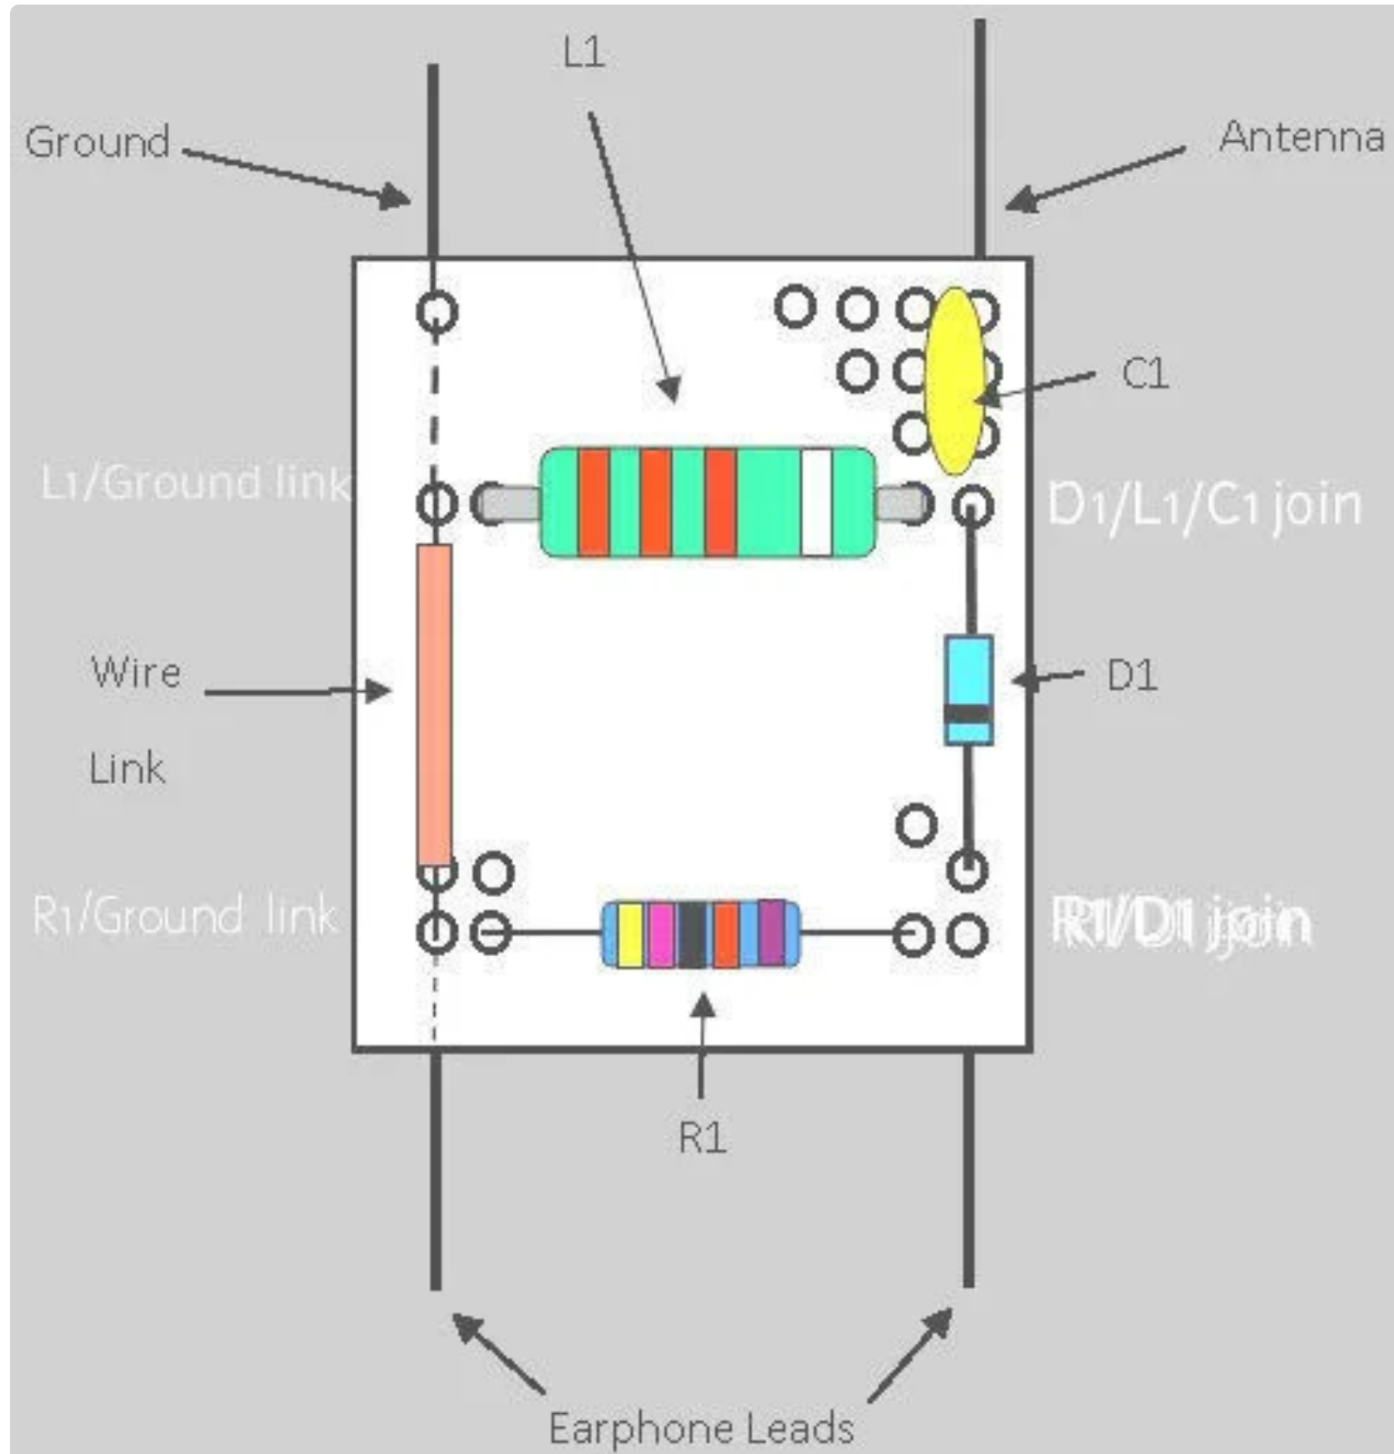 L1
Ground
Antenna
C1
L1/Ground link
D1/L1/C1 join
Wire
D1
Link
R1/Ground link
R1/D1 join
R1
Earphone Leads